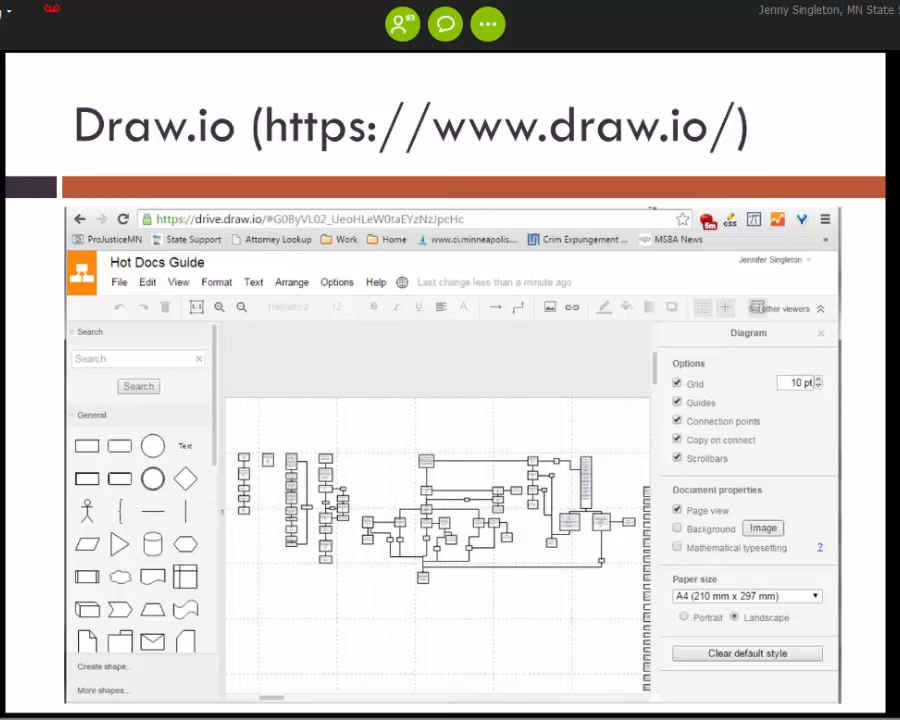 Jenny Singleton, MN State S
93
Draw.io (https://www.draw.io/)
https://drive.draw.io/#G0ByVL02_UeoHLeW0taEYzNzJpcHc
5m
css
ProJusticeMN State Support Attorney Lookup Work Home www.ci.minneapolis.... Crim Expungement ... MSBA News »
Hot Docs Guide
Jennifer Singleton
File Edit View Format Text Arrange Options Help Last change less than a minute ago
Helvetica 12 B I U A
other viewers
Search
Diagram
Search
Search
Options
Grid 10 pt
Guides
General
Connection points
Text
Copy on connect
Scrollbars
Document properties
Page view
Background Image
Mathematical typesetting ?
Paper size
A4 (210 mm x 297 mm)
Portrait Landscape
Clear default style
Create shape...
More shapes...